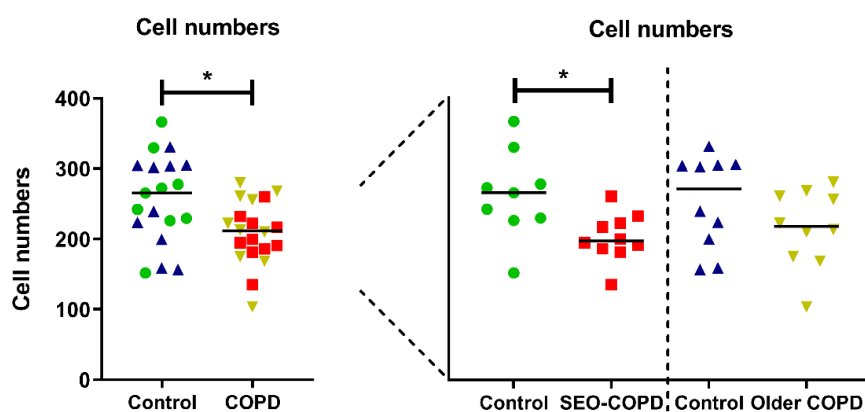 Cell numbers
Cell numbers
*
*
400
300
200
100
0
Cell numbers
Control COPD
Control SEO-COPD Control Older COPD